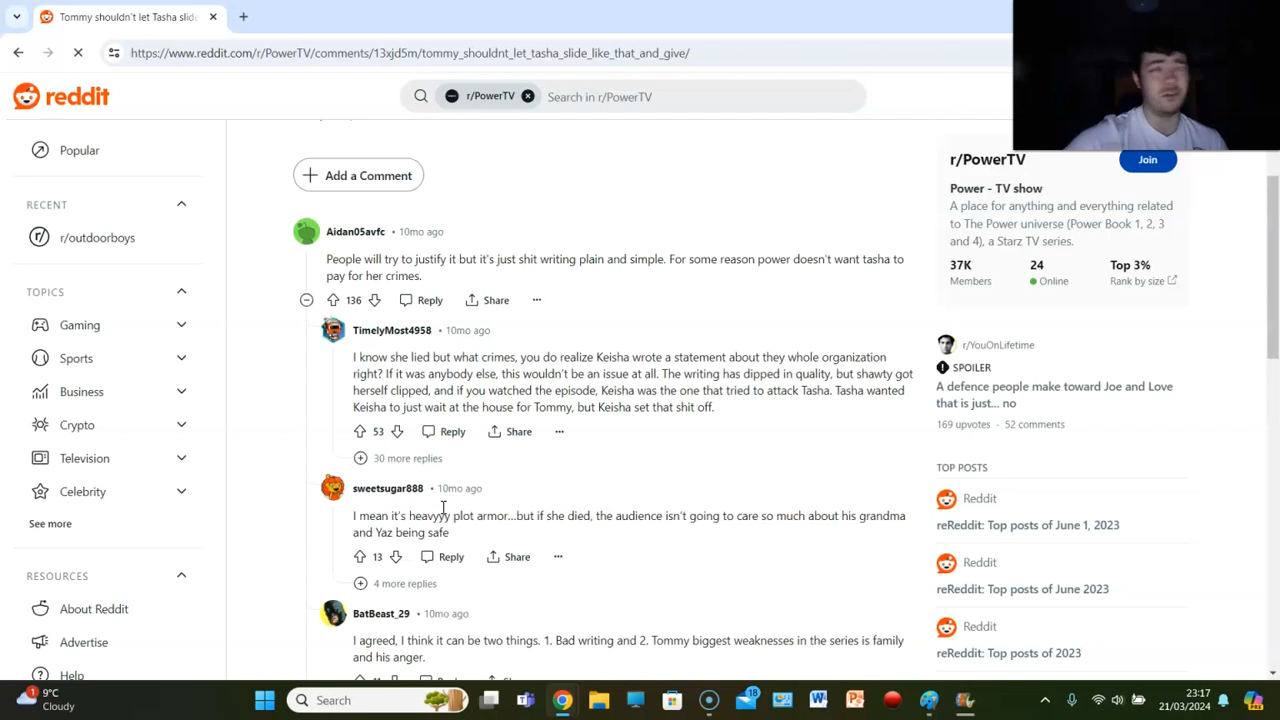 Tommy shouldn't let Tasha slide
https://www.reddit.com/r/PowerTV/comments/13xjd5m/tommy_shouldnt_let_tasha_slide_like_that_and_give/
reddit
r/PowerTV
Search in r/PowerTV
Popular
RECENT
r/outdoorboys
TOPICS
Gaming
Sports
Business
Crypto
Television
Celebrity
See more
RESOURCES
About Reddit
Advertise
Help
Add a Comment
Aidan05avfc • 10mo ago
People will try to justify it but it's just shit writing plain and simple. For some reason power doesn't want tasha to
pay for her crimes.
136 Reply Share
TimelyMost4958 • 10mo ago
I know she lied but what crimes, you do realize Keisha wrote a statement about they whole organization
right? If it was anybody else, this wouldn't be an issue at all. The writing has dipped in quality, but shawty got
herself clipped, and if you watched the episode, Keisha was the one that tried to attack Tasha. Tasha wanted
Keisha to just wait at the house for Tommy, but Keisha set that shit off.
53 Reply Share
30 more replies
sweetsugar888 • 10mo ago
I mean it's heavyyy plot armor...but if she died, the audience isn't going to care so much about his grandma
and Yaz being safe
13 Reply Share
4 more replies
BatBeast_29 • 10mo ago
I agreed, I think it can be two things. 1. Bad writing and 2. Tommy biggest weaknesses in the series is family
and his anger.
r/PowerTV
Join
Power - TV show
A place for anything and everything related
to The Power universe (Power Book 1, 2, 3
and 4), a Starz TV series.
37K 24 Top 3%
Members Online Rank by size
r/YouOnLifetime
SPOILER
A defence people make toward Joe and Love
that is just... no
169 upvotes • 52 comments
TOP POSTS
Reddit
reReddit: Top posts of June 1, 2023
Reddit
reReddit: Top posts of June 2023
Reddit
reReddit: Top posts of 2023
1
9°C
Cloudy
Search
18
23:17
21/03/2024